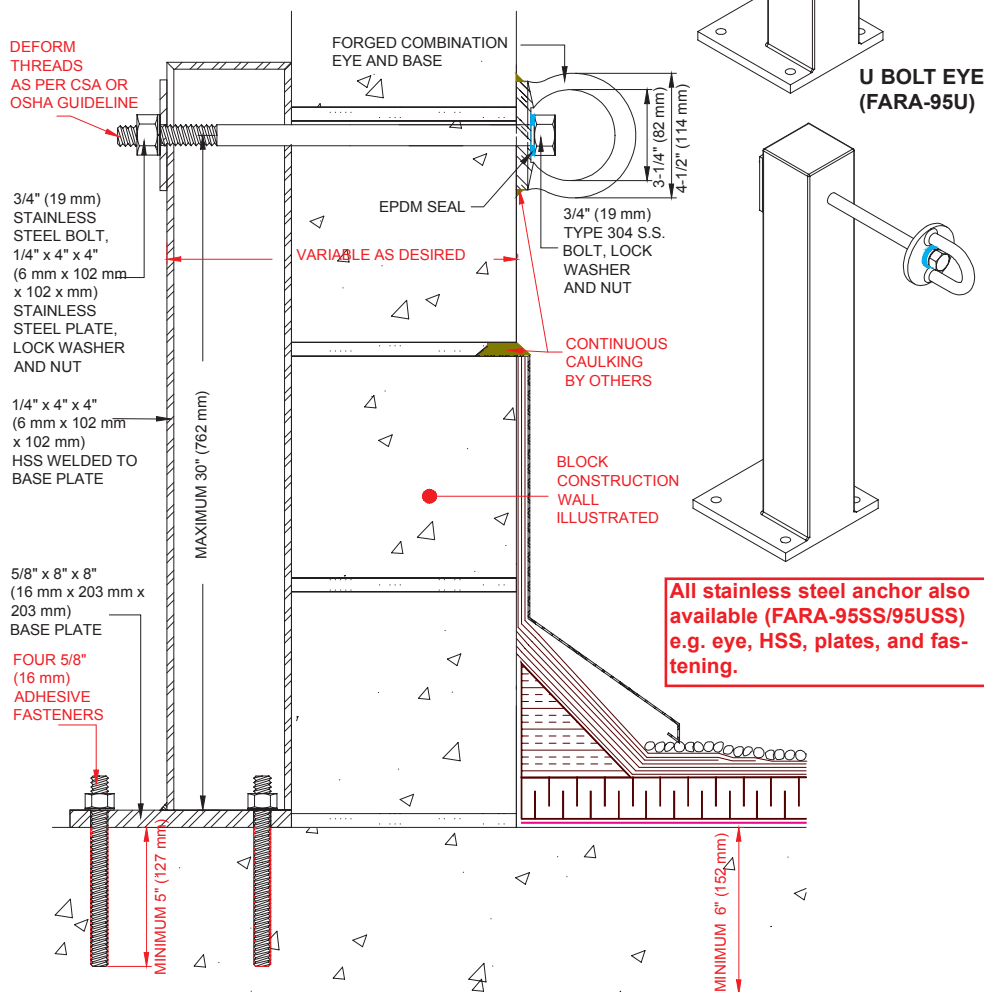 DEFORM
THREADS
AS PER CSA OR
OSHA GUIDELINE
FORGED COMBINATION
EYE AND BASE
U BOLT EYE
(FARA-95U)
3-1/4" (82 mm)
4-1/2" (114 mm)
EPDM SEAL
3/4" (19 mm)
STAINLESS
STEEL BOLT,
1/4" x 4" x 4"
(6 mm x 102 mm
x 102 x mm)
STAINLESS
STEEL PLATE,
LOCK WASHER
AND NUT
3/4" (19 mm)
TYPE 304 S.S.
BOLT, LOCK
WASHER
AND NUT
VARIABLE AS DESIRED
CONTINUOUS
CAULKING
BY OTHERS
1/4" x 4" x 4"
(6 mm x 102 mm
x 102 mm)
HSS WELDED TO
BASE PLATE
MAXIMUM 30" (762 mm)
BLOCK
CONSTRUCTION
WALL
ILLUSTRATED
5/8" x 8" x 8"
(16 mm x 203 mm x
203 mm)
BASE PLATE
All stainless steel anchor also
available (FARA-95SS/95USS)
e.g. eye, HSS, plates, and fas-
tening.
FOUR 5/8"
(16 mm)
ADHESIVE
FASTENERS
MINIMUM 5" (127 mm)
MINIMUM 6" (152 mm)